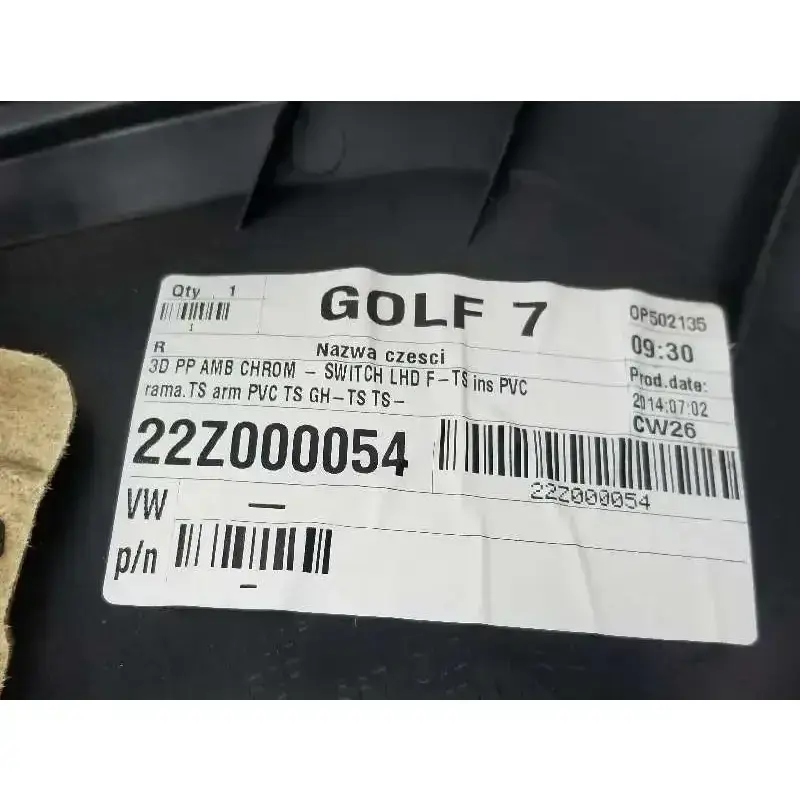 Qty 1
GOLF 7
OP502135
1
09:30
R
Nazwa czesci
Prod.date:
3D PP AMB CHROM - SWITCH LHD F-TS ins PVC
2014:07:02
rama.TS arm PVC TS GH-TS TS-
CW26
22Z000054
22Z000054
VW -
p/n
-